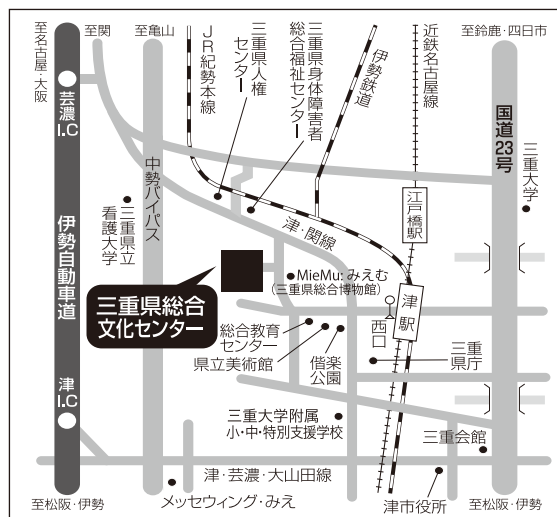 至名古屋・大阪
至関
至亀山
JR紀勢本線
三重県人権
センター
三重県身体障害者
総合福祉センター
伊勢鉄道
近鉄名古屋線
至鈴鹿・四日市
芸濃
I.C
国道23号
三重大学
中勢バイパス
三重県立
看護大学
江戸橋駅
津・関線
伊勢自動車道
MieMu:みえむ
(三重県総合博物館)
三重県総合
文化センター
津駅
西口
総合教育
センター
県立美術館
偕楽
公園
三重
県庁
津
I.C
三重大学附属
小・中・特別支援学校
三重会館
津・芸濃・大山田線
至松阪・伊勢
メッセウィング・みえ
津市役所
至松阪・伊勢